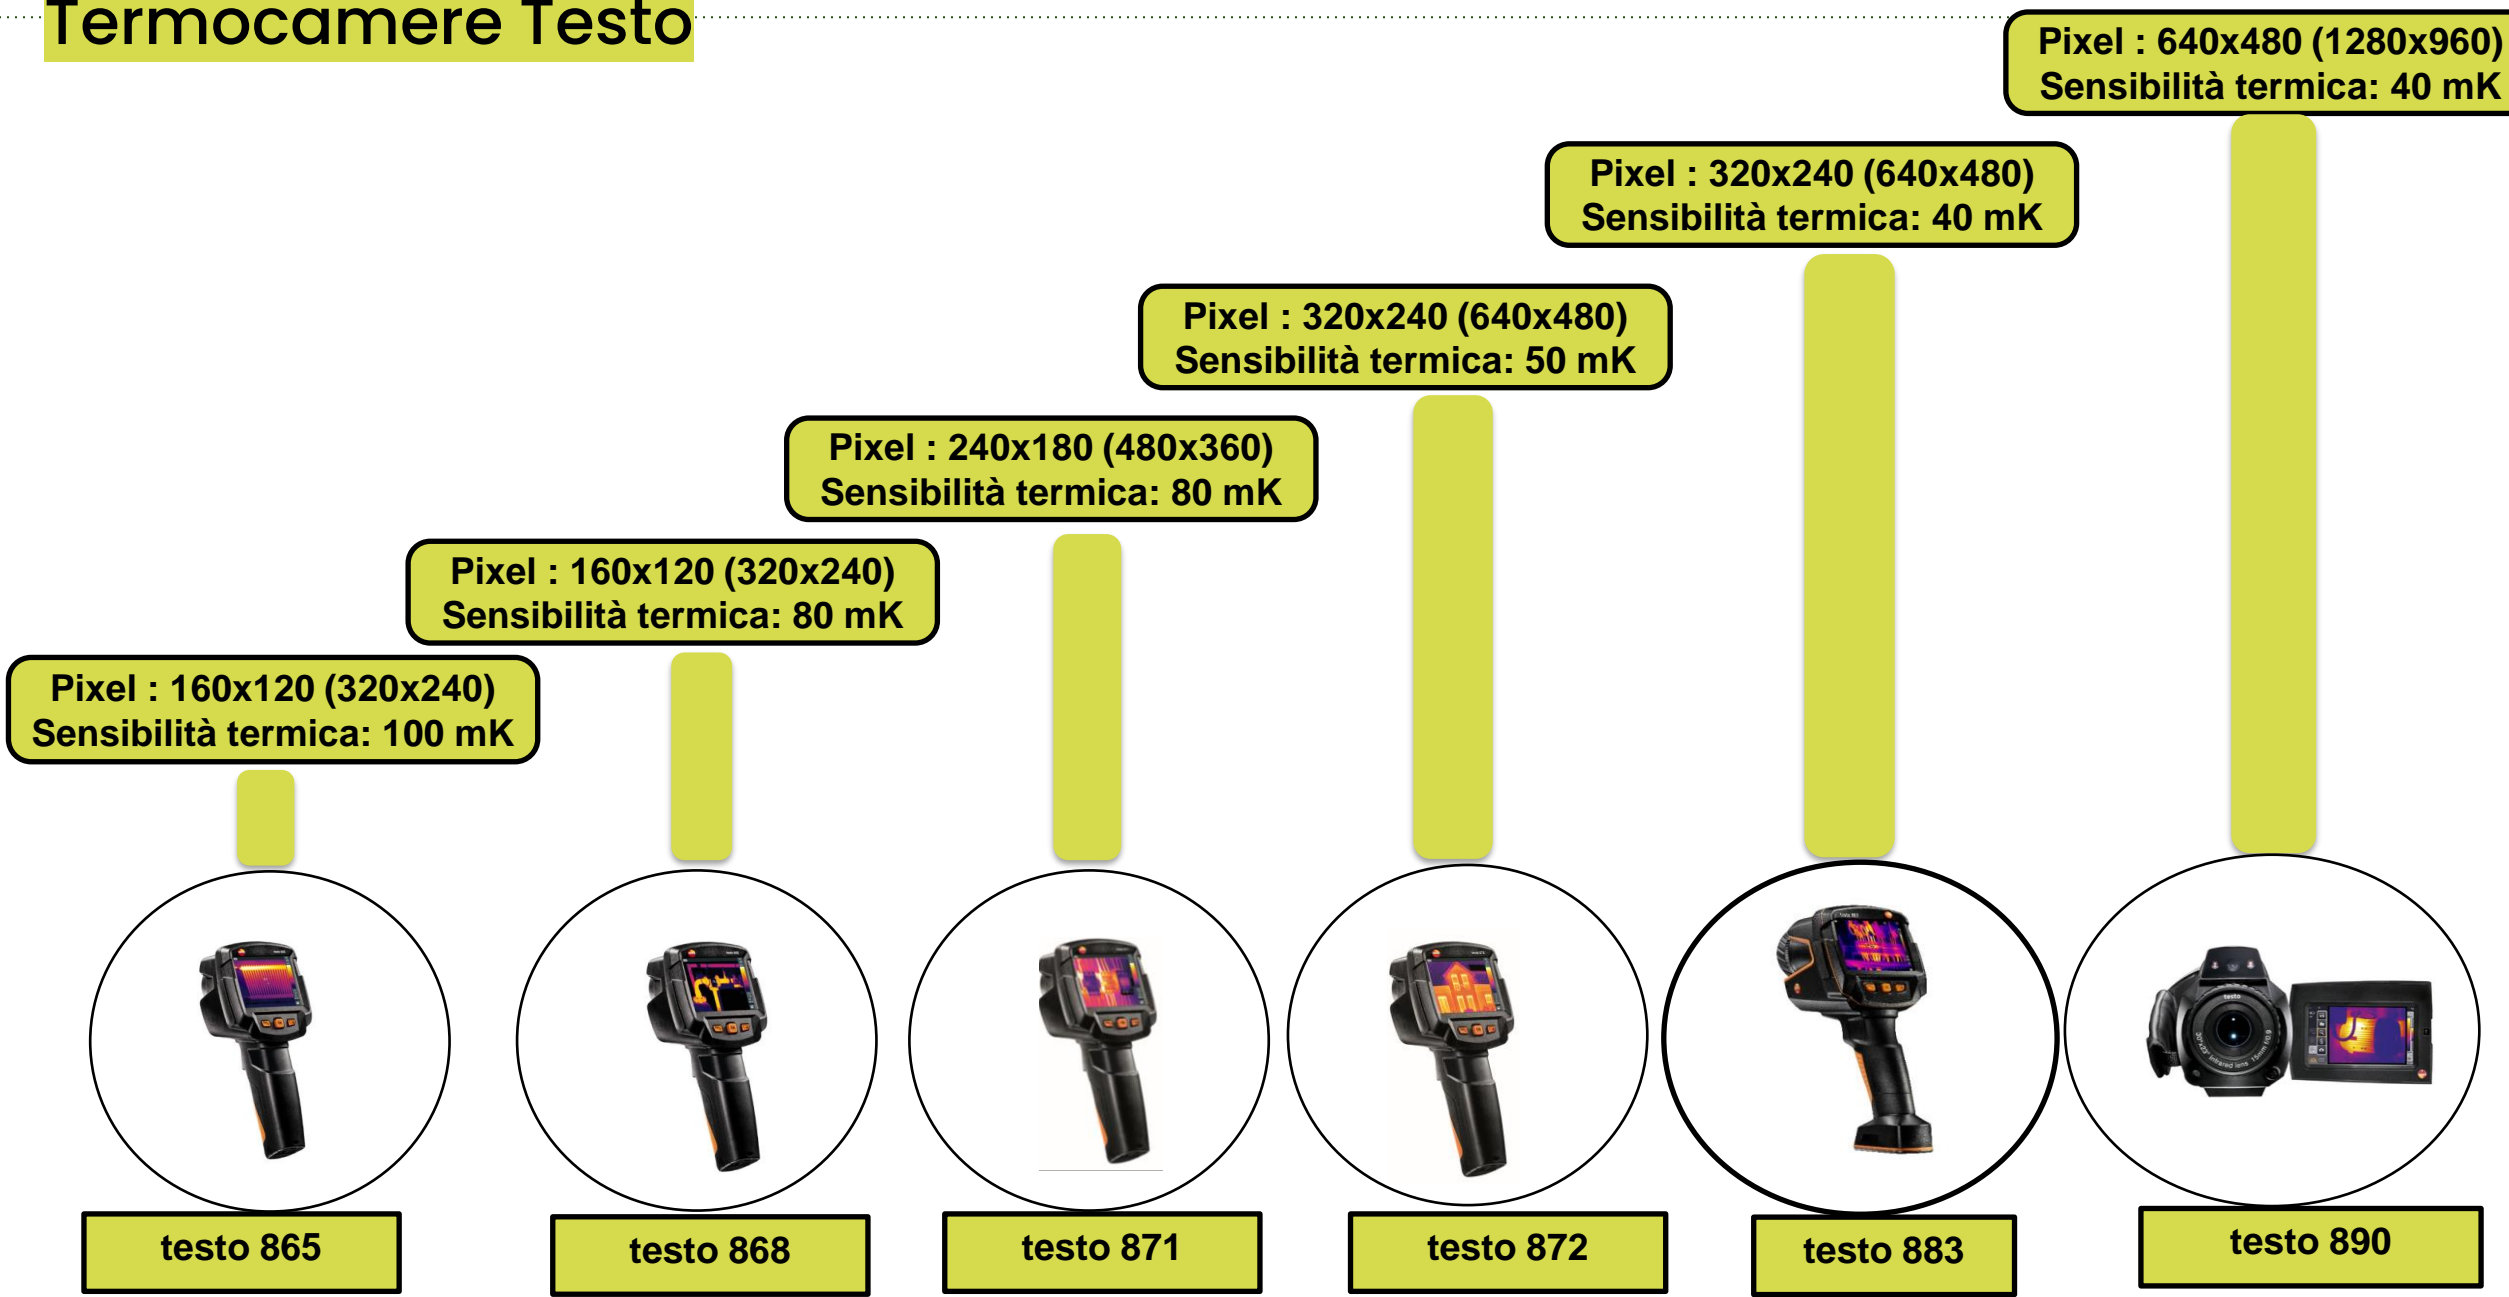 Termocamere Testo
Pixel : 640x480 (1280x960)
Sensibilità termica: 40 mK
Pixel : 320x240 (640x480)
Sensibilità termica: 40 mK
Pixel : 320x240 (640x480)
Sensibilità termica: 50 mK
Pixel : 240x180 (480x360)
Sensibilità termica: 80 mK
Pixel : 160x120 (320x240)
Sensibilità termica: 80 mK
Pixel : 160x120 (320x240)
Sensibilità termica: 100 mK
testo
testo 865
testo 868
testo 871
testo 872
testo 883
testo 890